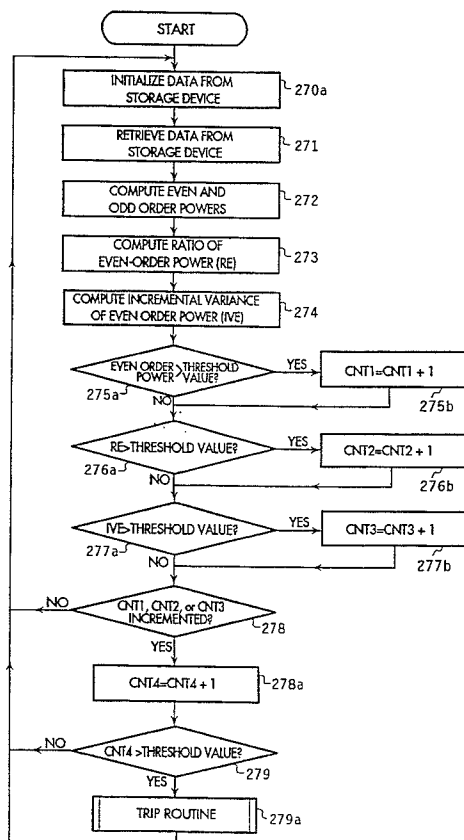 START
INITIALIZE DATA FROM
STORAGE DEVICE
270a
RETRIEVE DATA FROM
STORAGE DEVICE
271
COMPUTE EVEN AND
ODD ORDER POWERS
272
COMPUTE RATIO OF
EVEN-ORDER POWER (RE)
273
COMPUTE INCREMENTAL VARIANCE
OF EVEN ORDER POWER (IVE)
274
EVEN ORDER POWER > THRESHOLD VALUE?
275a
YES
CNT1=CNT1 + 1
275b
NO
RE>THRESHOLD VALUE?
276a
YES
CNT2=CNT2 + 1
276b
NO
IVE>THRESHOLD VALUE?
277a
YES
CNT3=CNT3 + 1
277b
NO
CNT1, CNT2, or CNT3
INCREMENTED?
278
NO
YES
CNT4=CNT4 + 1
278a
CNT4 >THRESHOLD VALUE?
279
NO
YES
TRIP ROUTINE
279a